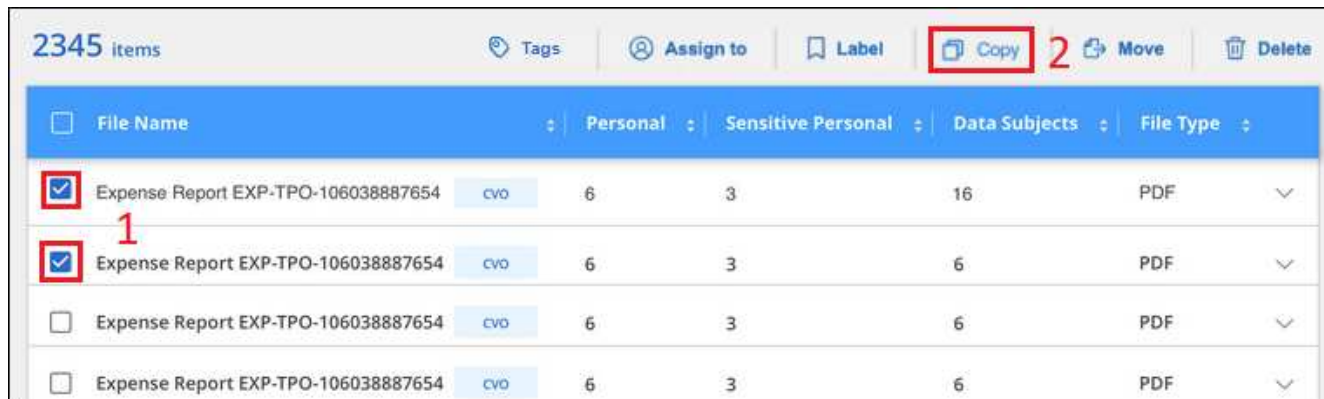 2345 items Tags Assign to Label Copy 2 Move Delete
File Name Personal Sensitive Personal Data Subjects File Type
Expense Report EXP-TPO-106038887654 CVO 6 3 16 PDF
1
Expense Report EXP-TPO-106038887654 CVO 6 3 6 PDF
Expense Report EXP-TPO-106038887654 CVO 6 3 6 PDF
Expense Report EXP-TPO-106038887654 CVO 6 3 6 PDF